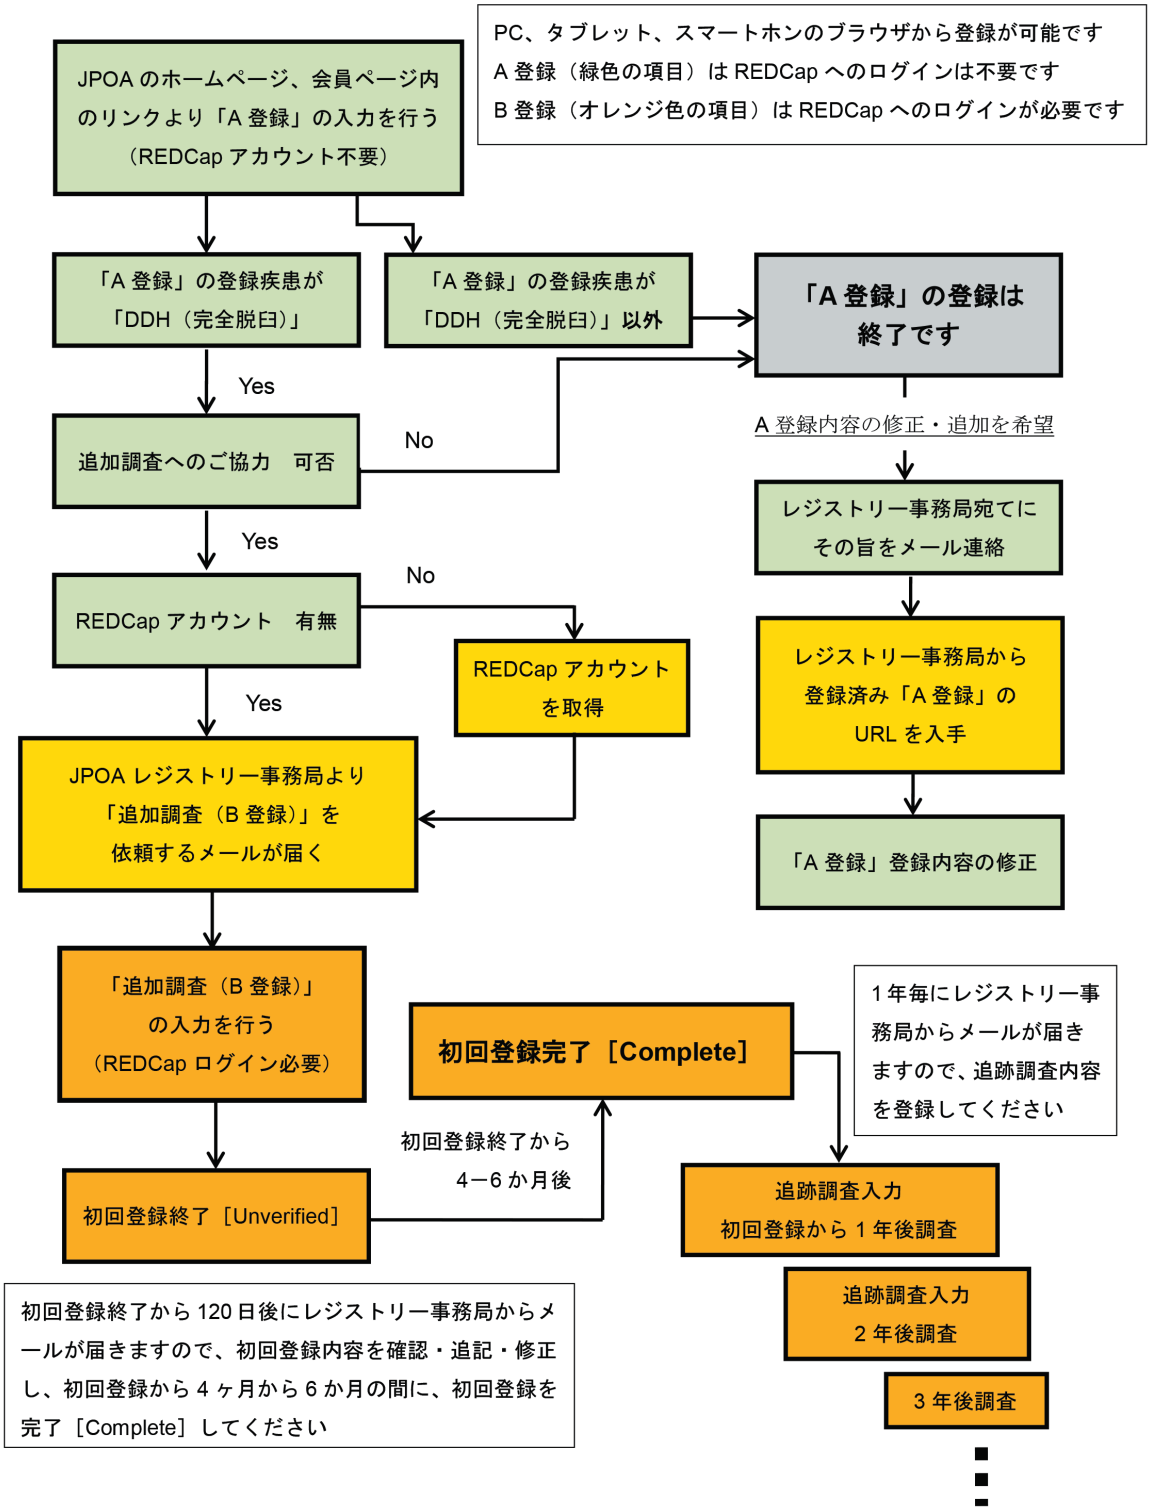 PC、タブレット、スマートホンのブラウザから登録が可能です
A 登録（緑色の項目）は REDCap へのログインは不要です
B 登録（オレンジ色の項目）は REDCap へのログインが必要です
JPOA のホームページ、会員ページ内
のリンクより「A 登録」の入力を行う
（REDCap アカウント不要）
「A 登録」の登録疾患が
「DDH（完全脱臼）」
「A 登録」の登録疾患が
「DDH（完全脱臼）」以外
「A 登録」の登録は
終了です
Yes
追加調査へのご協力　可否
No
A 登録内容の修正・追加を希望
レジストリー事務局宛てに
その旨をメール連絡
Yes
REDCap アカウント　有無
No
REDCap アカウント
を取得
レジストリー事務局から
登録済み「A 登録」の
URL を入手
Yes
JPOA レジストリー事務局より
「追加調査（B 登録）」を
依頼するメールが届く
「A 登録」登録内容の修正
「追加調査（B 登録）」
の入力を行う
（REDCap ログイン必要）
初回登録完了［Complete］
1 年毎にレジストリー事
務局からメールが届き
ますので、追跡調査内容
を登録してください
初回登録終了から
4－6 か月後
初回登録終了［Unverified］
追跡調査入力
初回登録から 1 年後調査
追跡調査入力
2 年後調査
3 年後調査
初回登録終了から 120 日後にレジストリー事務局からメ
ールが届きますので、初回登録内容を確認・追記・修正
し、初回登録から 4 ヶ月から 6 か月の間に、初回登録を
完了［Complete］してください